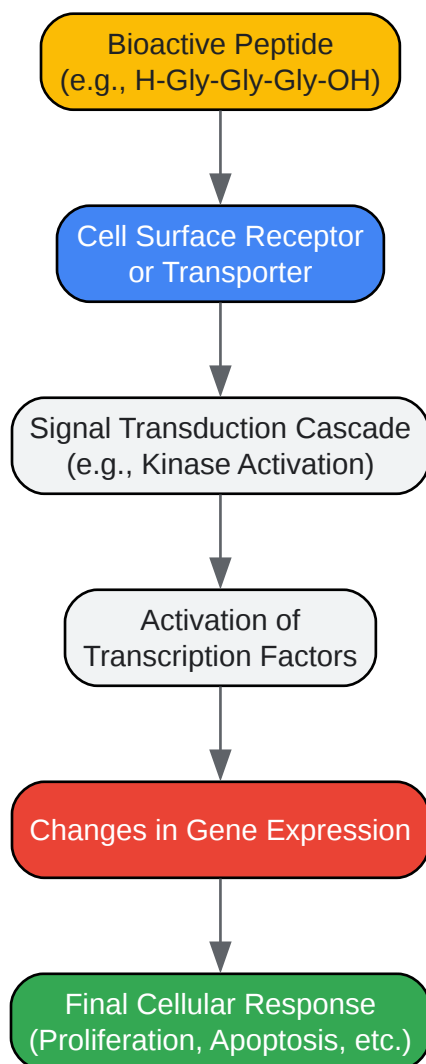 Bioactive Peptide
(e.g., H-Gly-Gly-Gly-OH)
Cell Surface Receptor
or Transporter
Signal Transduction Cascade
(e.g., Kinase Activation)
Activation of
Transcription Factors
Changes in Gene Expression
Final Cellular Response
(Proliferation, Apoptosis, etc.)